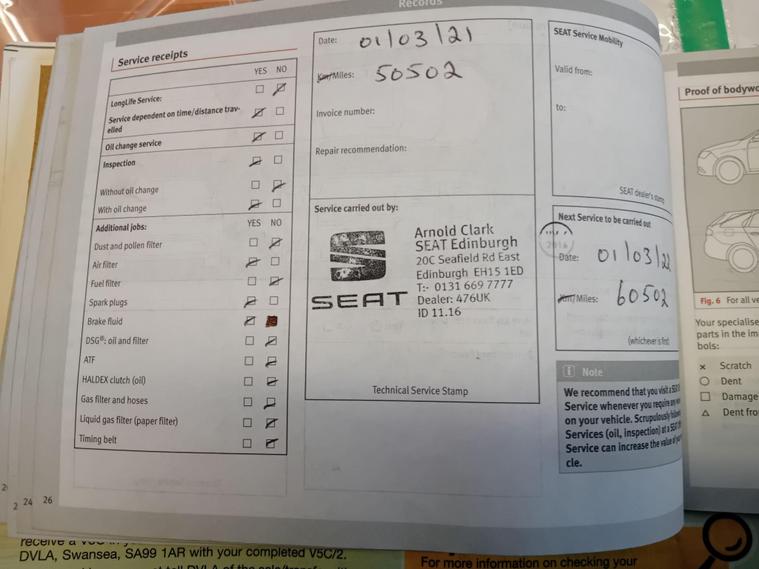 Records
Service receipts
YES NO
LongLife Service:
Service dependent on time/distance trav-
elled
Oil change service
Inspection
Without oil change
With oil change
Additional jobs: YES NO
Dust and pollen filter
Air filter
Fuel filter
Spark plugs
Brake fluid
DSG®: oil and filter
ATF
HALDEX clutch (oil)
Gas filter and hoses
Liquid gas filter (paper filter)
Timing belt
Date: 01/03/21
Km/Miles: 50502
Invoice number:
Repair recommendation:
Service carried out by:
SEAT
Arnold Clark
SEAT Edinburgh
20C Seafield Rd East
Edinburgh EH15 1ED
T:- 0131 669 7777
Dealer: 476UK
ID 11.16
Technical Service Stamp
SEAT Service Mobility
Valid from:
to:
SEAT dealer's stamp
Next Service to be carried out
2016
Date: 01/03/22
Km/Miles: 60502
(whichever is first)
Note
We recommend that you visit a SEAT
Service whenever you require any
on your vehicle. Scrupulously
Services (oil, inspection) at a SEAT
Service can increase the value of
cle.
Proof of bodywo
Fig. 6 For all ve
Your specialise
parts in the im
bols:
× Scratch
○ Dent
□ Damage
△ Dent fro
24
26
receive a V5C in
DVLA, Swansea, SA99 1AR with your completed V5C/2.
For more information on checking your